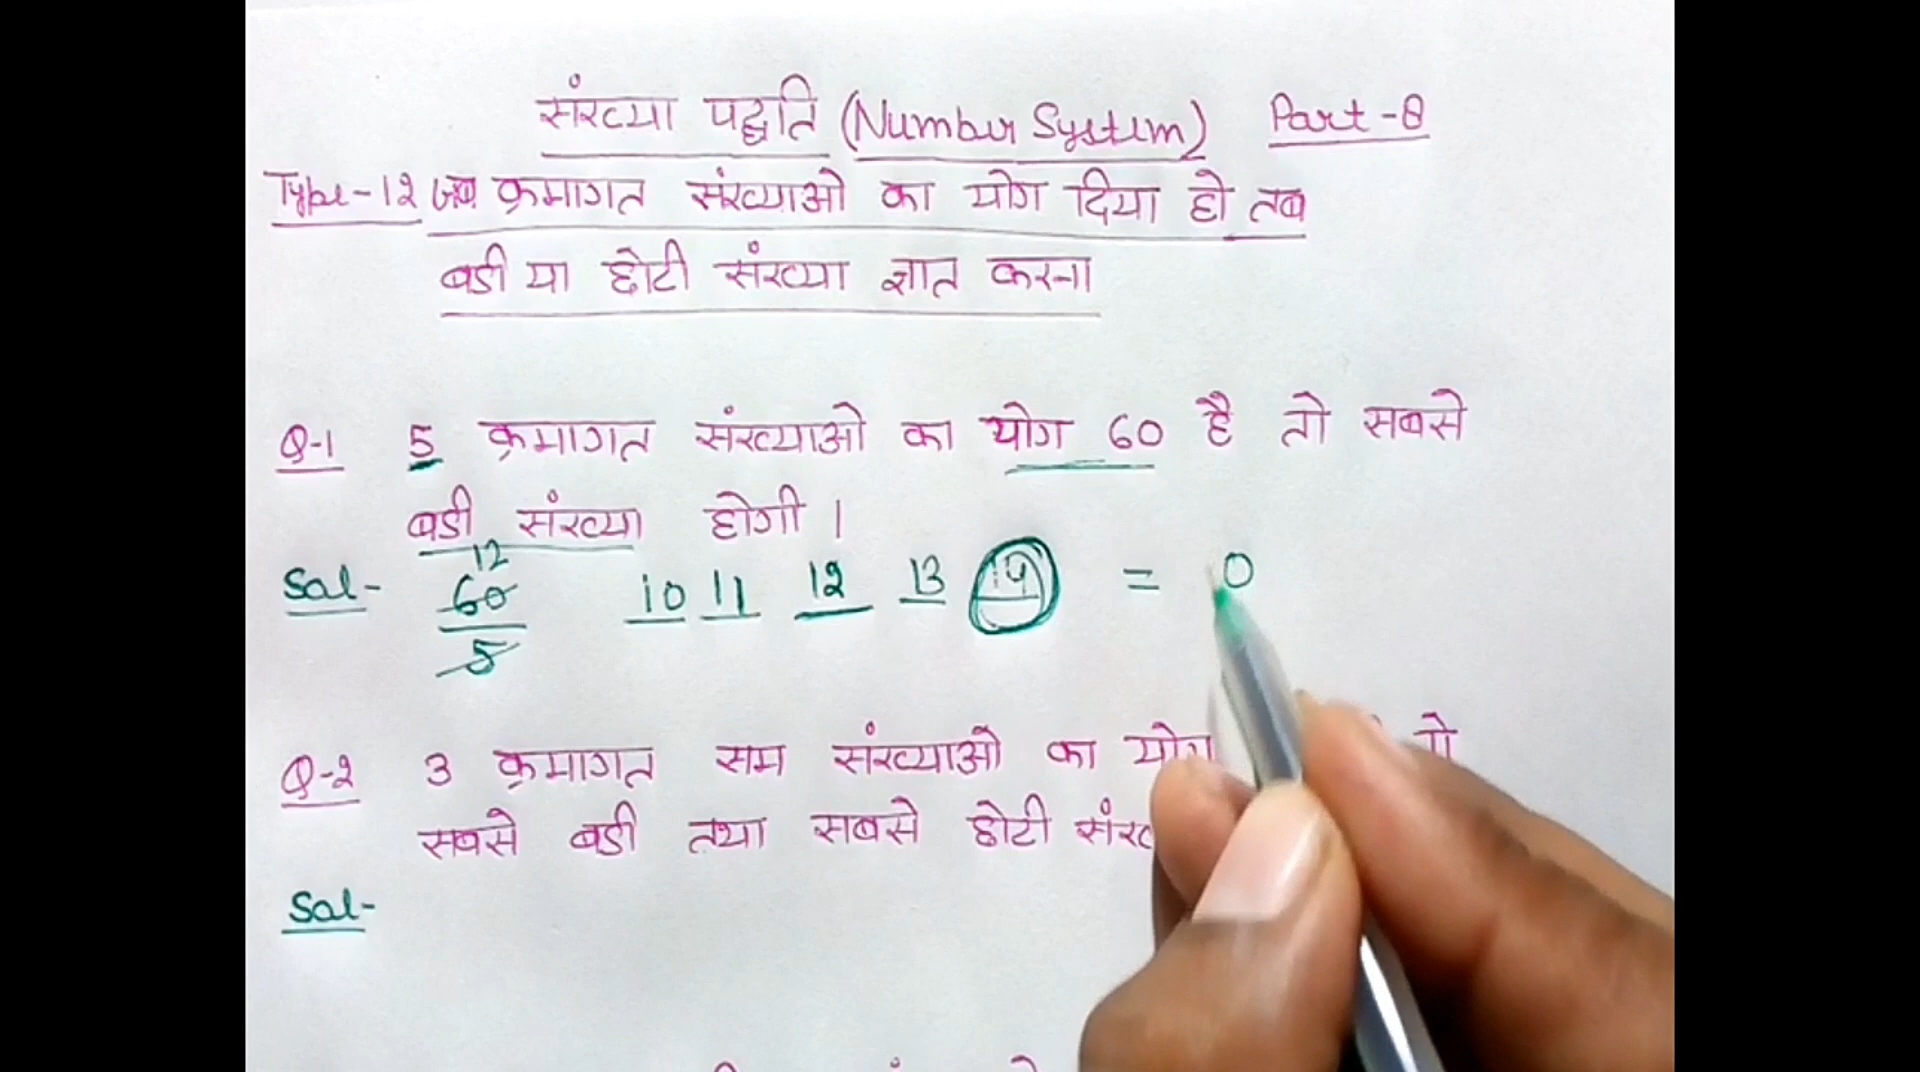 संख्या पद्धति (Number System) Part-8
Type-12 जब क्रमागत संख्याओ का योग दिया हो तब
बडी या छोटी संख्या ज्ञात करना
Q-1 5 क्रमागत संख्याओ का योग 60 है तो सबसे
बडी संख्या होगी।
12
Sol- 60 10 11 12 13 14 = 0
5
Q-2 3 क्रमागत सम संख्याओ का योग
सबसे बडी तथा सबसे छोटी
Sol-